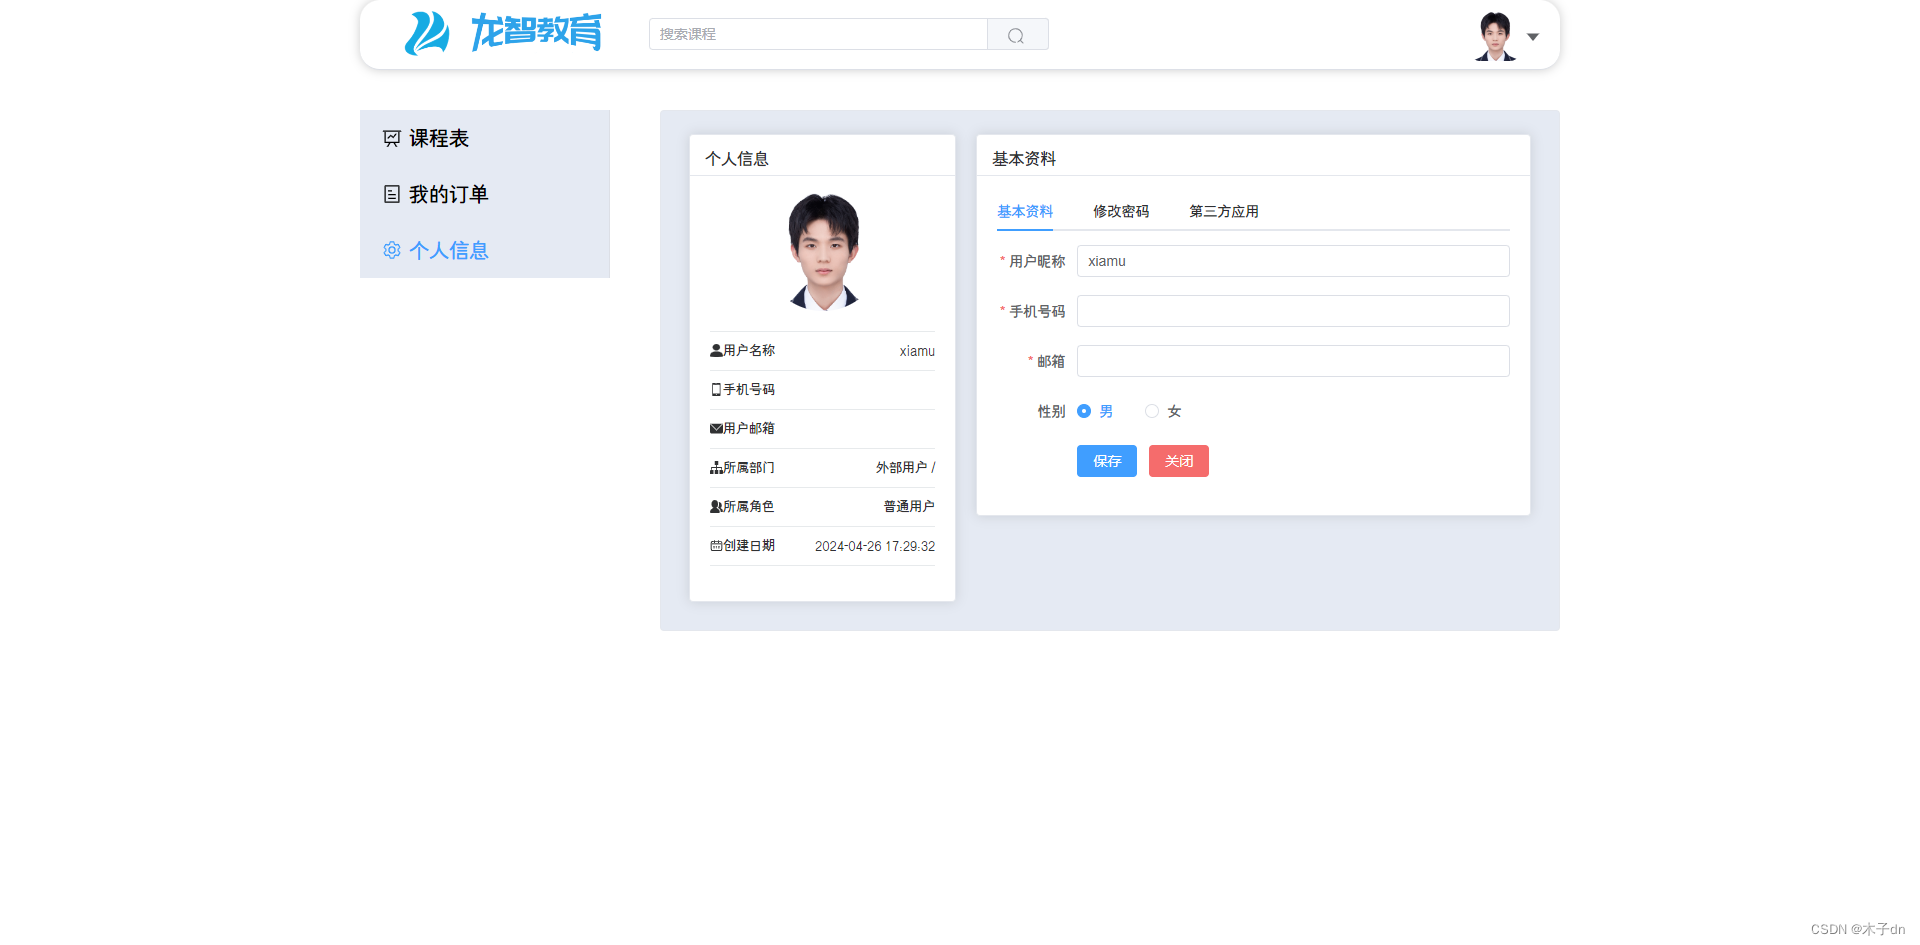 龙智教育
搜索课程
课程表
我的订单
个人信息
个人信息
用户名称 xiamu
手机号码
用户邮箱
所属部门 外部用户 /
所属角色 普通用户
创建日期 2024-04-26 17:29:32
基本资料
基本资料 修改密码 第三方应用
* 用户昵称 xiamu
* 手机号码
* 邮箱
性别 男 女
保存 关闭
CSDN @木子dn